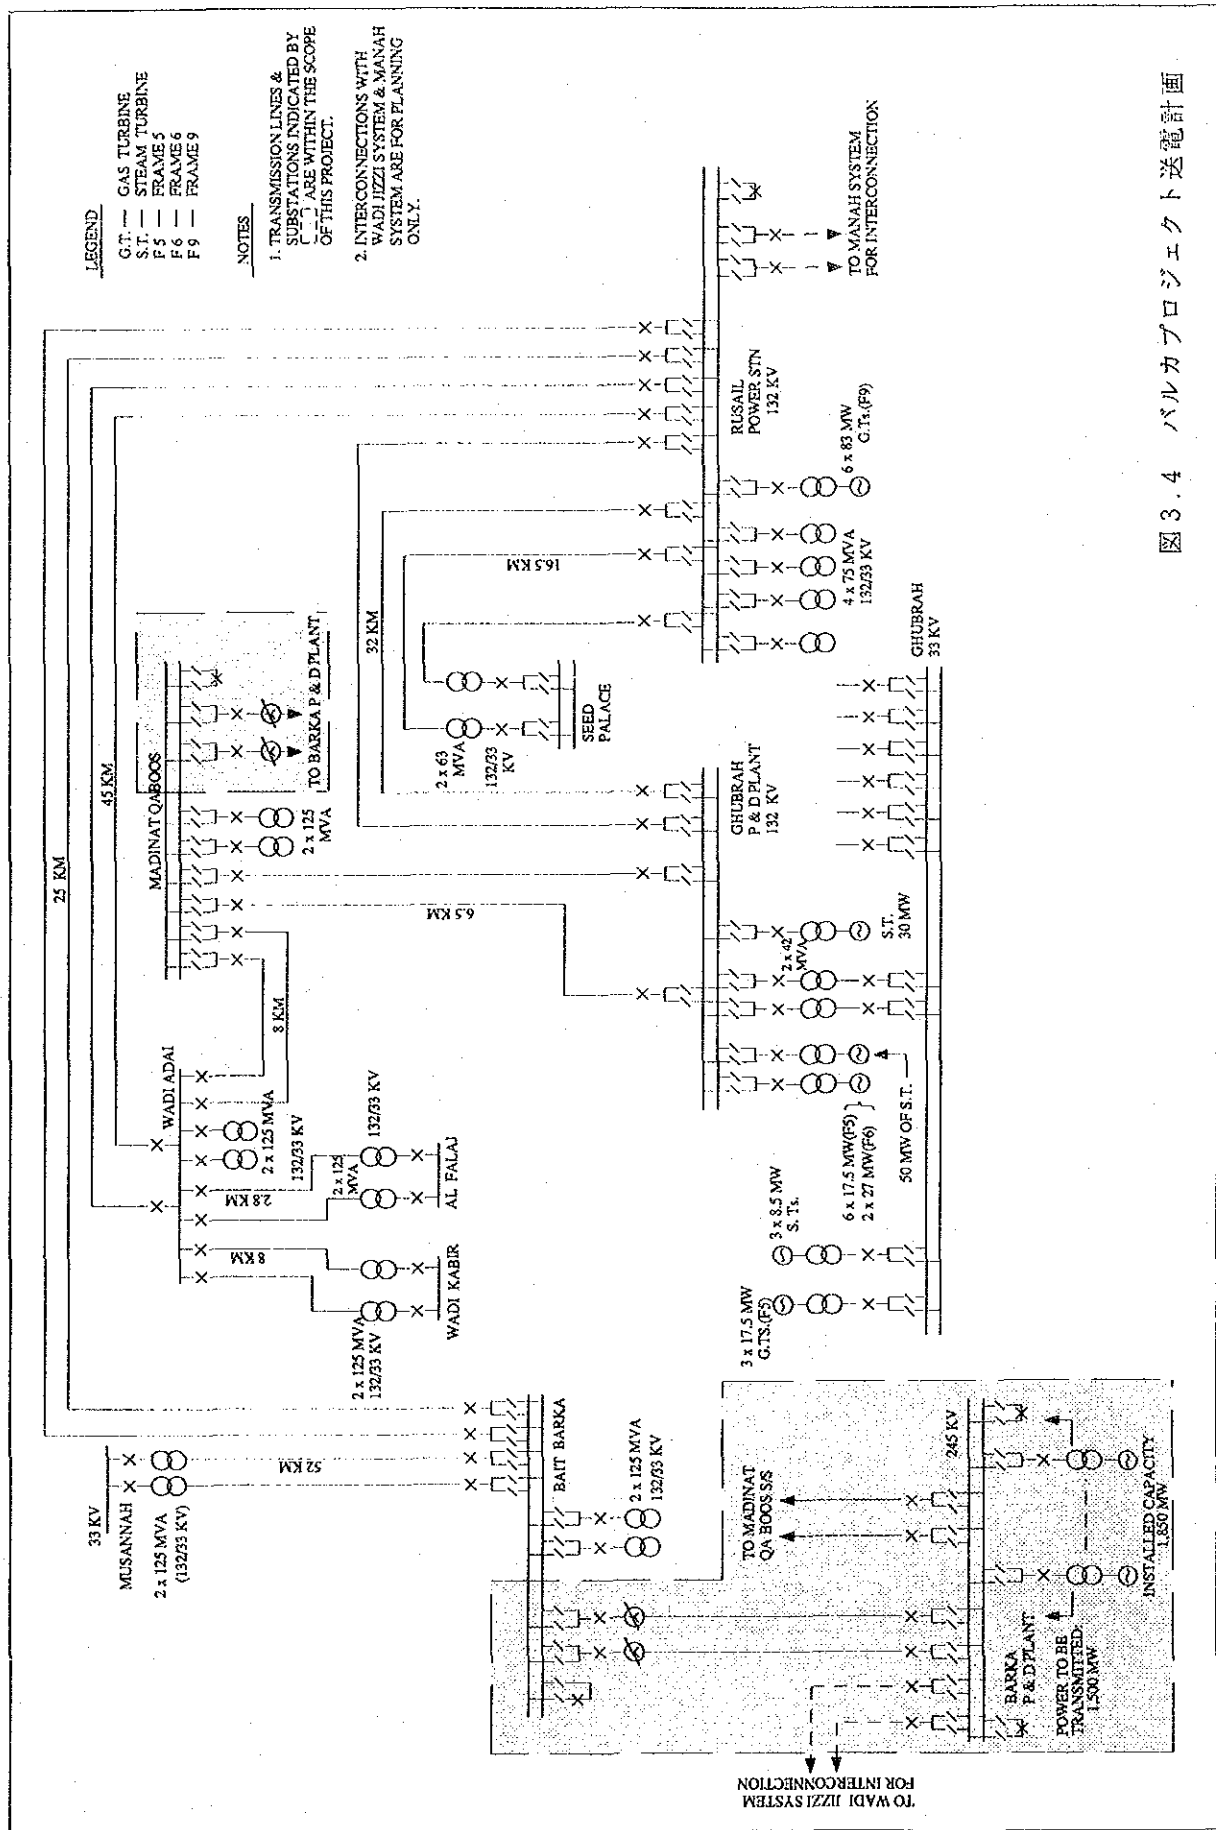 LEGEND
G.T. — GAS TURBINE
S.T. — STEAM TURBINE
F 5 — FRAME 5
F 6 — FRAME 6
F 9 — FRAME 9
NOTES
1. TRANSMISSION LINES &
SUBSTATIONS INDICATED BY
ARE WITHIN THE SCOPE
OF THIS PROJECT.
2. INTERCONNECTIONS WITH
WADI JIZZI SYSTEM & MANAH
SYSTEM ARE FOR PLANNING
ONLY.
33 KV
MUSANNAH
2 x 125 MVA
(132/33 KV)
52 KM
25 KM
45 KM
WADI ADAI
2 x 125 MVA
132/33 KV
2.8 KM
8 KM
2 x 125 MVA
132/33 KV
WADI KABIR
2 x 125
MVA
132/33 KV
AL FALAJ
8 KM
MADINAT QABOOS
2 x 125
MVA
TO BARKA P & D PLANT
6.5 KM
32 KM
16.5 KM
2 x 63
MVA
132/33
KV
SEED
PALACE
RUSAIL
POWER STN
132 KV
TO MANAH SYSTEM
FOR INTERCONNECTION
6 x 83 MW
G.Ts.(F9)
4 x 75 MVA
132/33 KV
GHUBRAH
P & D PLANT
132 KV
S.T.
30 MW
2 x 42
MVA
6 x 17.5 MW(F5)
2 x 27 MW(F6)
50 MW OF S.T.
GHUBRAH
33 KV
3 x 8.5 MW
S. Ts.
3 x 17.5 MW
G.TS.(F5)
BAIT BARKA
2 x 125 MVA
132/33 KV
TO MADINAT
QA BOOS S/S
245 KV
BARKA
P & D PLANT
POWER TO BE
TRANSMITTED:
1,500 MW
INSTALLED CAPACITY
1,850 MW
TO WADI JIZZI SYSTEM
FOR INTERCONNECTION
図3.4 バルカプロジェクト送電計画